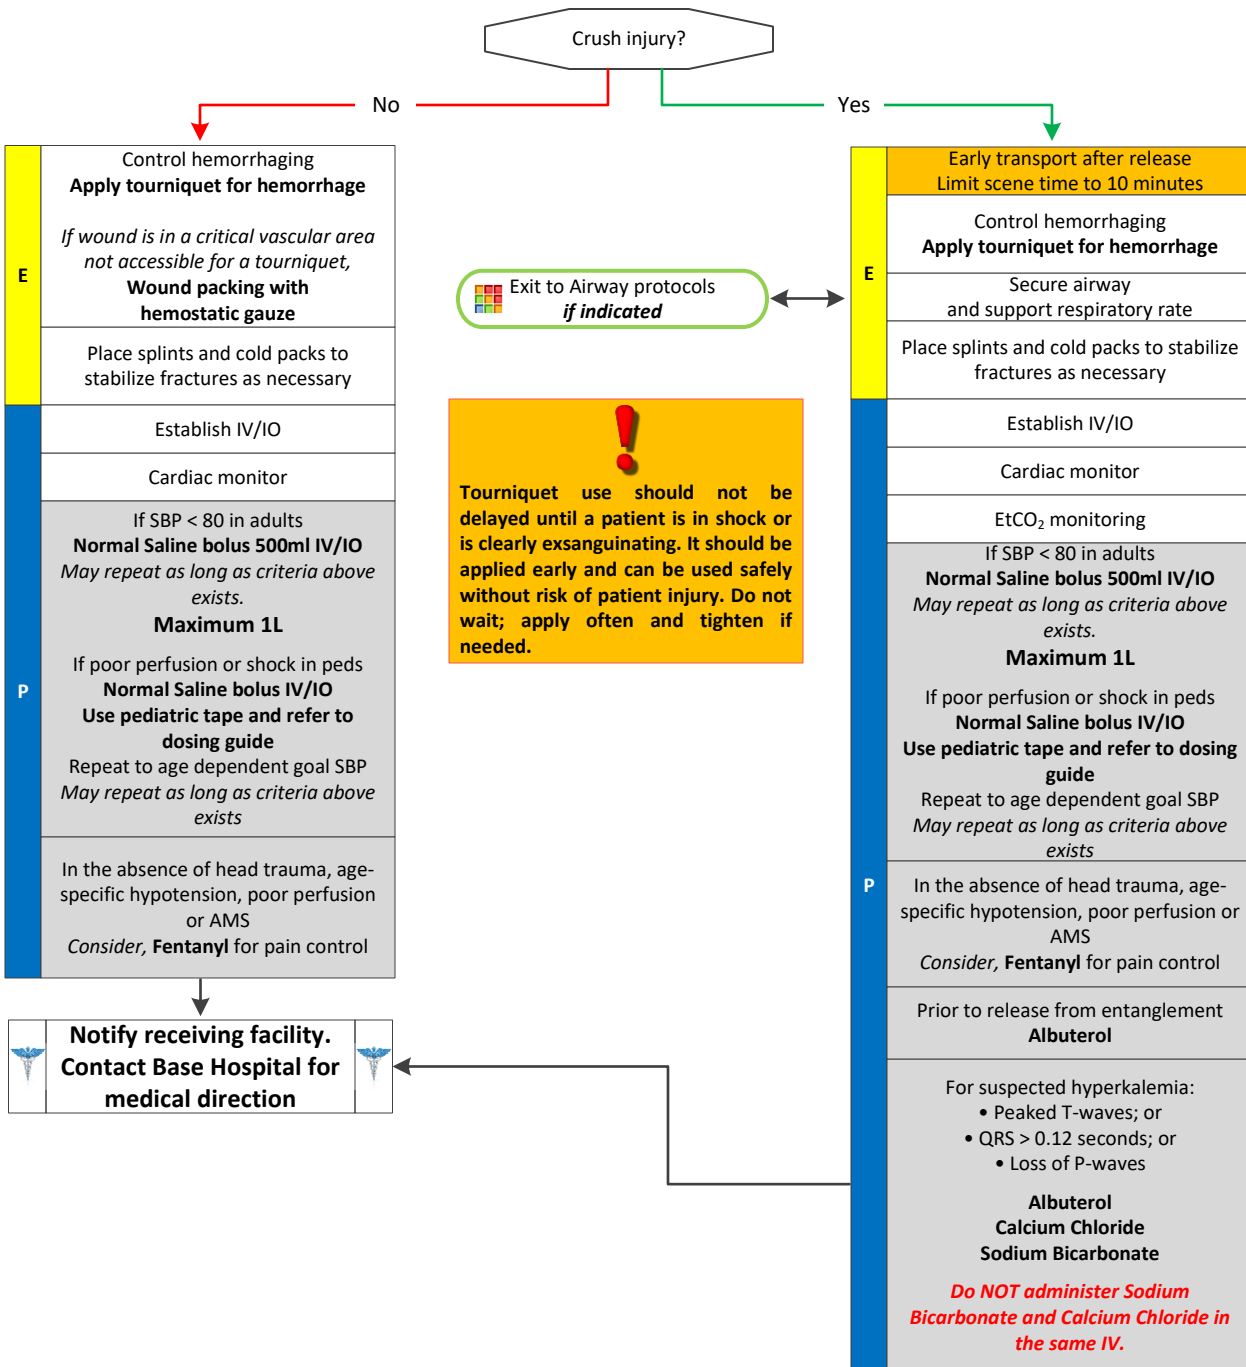 Crush injury?
No
Yes
E
Control hemorrhaging
Apply tourniquet for hemorrhage
If wound is in a critical vascular area
not accessible for a tourniquet,
Wound packing with
hemostatic gauze
Place splints and cold packs to
stabilize fractures as necessary
P
Establish IV/IO
Cardiac monitor
If SBP < 80 in adults
Normal Saline bolus 500ml IV/IO
May repeat as long as criteria above
exists.
Maximum 1L
If poor perfusion or shock in peds
Normal Saline bolus IV/IO
Use pediatric tape and refer to
dosing guide
Repeat to age dependent goal SBP
May repeat as long as criteria above
exists
In the absence of head trauma, age-
specific hypotension, poor perfusion
or AMS
Consider, Fentanyl for pain control
Notify receiving facility.
Contact Base Hospital for
medical direction
Exit to Airway protocols
if indicated
!
Tourniquet use should not be
delayed until a patient is in shock or
is clearly exsanguinating. It should be
applied early and can be used safely
without risk of patient injury. Do not
wait; apply often and tighten if
needed.
E
Early transport after release
Limit scene time to 10 minutes
Control hemorrhaging
Apply tourniquet for hemorrhage
Secure airway
and support respiratory rate
Place splints and cold packs to stabilize
fractures as necessary
P
Establish IV/IO
Cardiac monitor
EtCO₂ monitoring
If SBP < 80 in adults
Normal Saline bolus 500ml IV/IO
May repeat as long as criteria above
exists.
Maximum 1L
If poor perfusion or shock in peds
Normal Saline bolus IV/IO
Use pediatric tape and refer to dosing
guide
Repeat to age dependent goal SBP
May repeat as long as criteria above
exists
In the absence of head trauma, age-
specific hypotension, poor perfusion or
AMS
Consider, Fentanyl for pain control
Prior to release from entanglement
Albuterol
For suspected hyperkalemia:
• Peaked T-waves; or
• QRS > 0.12 seconds; or
• Loss of P-waves
Albuterol
Calcium Chloride
Sodium Bicarbonate
Do NOT administer Sodium
Bicarbonate and Calcium Chloride in
the same IV.